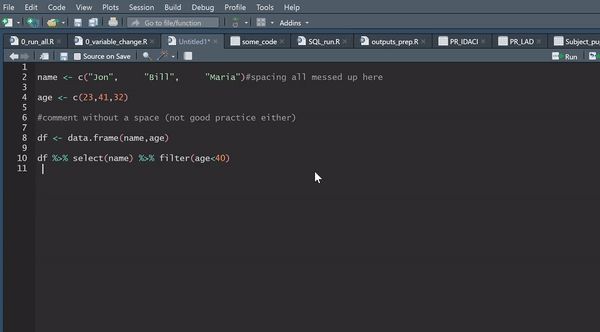 File Edit Code View Plots Session Build Debug Profile Tools Help
Go to file/function Addins
0_run_all.R 0_variable_change.R Untitled1* some_code SQL_run.R outputs_prep.R PR_IDACI PR_LAD Subject_pu
Source on Save Run
1
2 name <- c("Jon", "Bill", "Maria")#spacing all messed up here
3
4 age <- c(23,41,32)
5
6 #comment without a space (not good practice either)
7
8 df <- data.frame(name,age)
9
10 df %>% select(name) %>% filter(age<40)
11